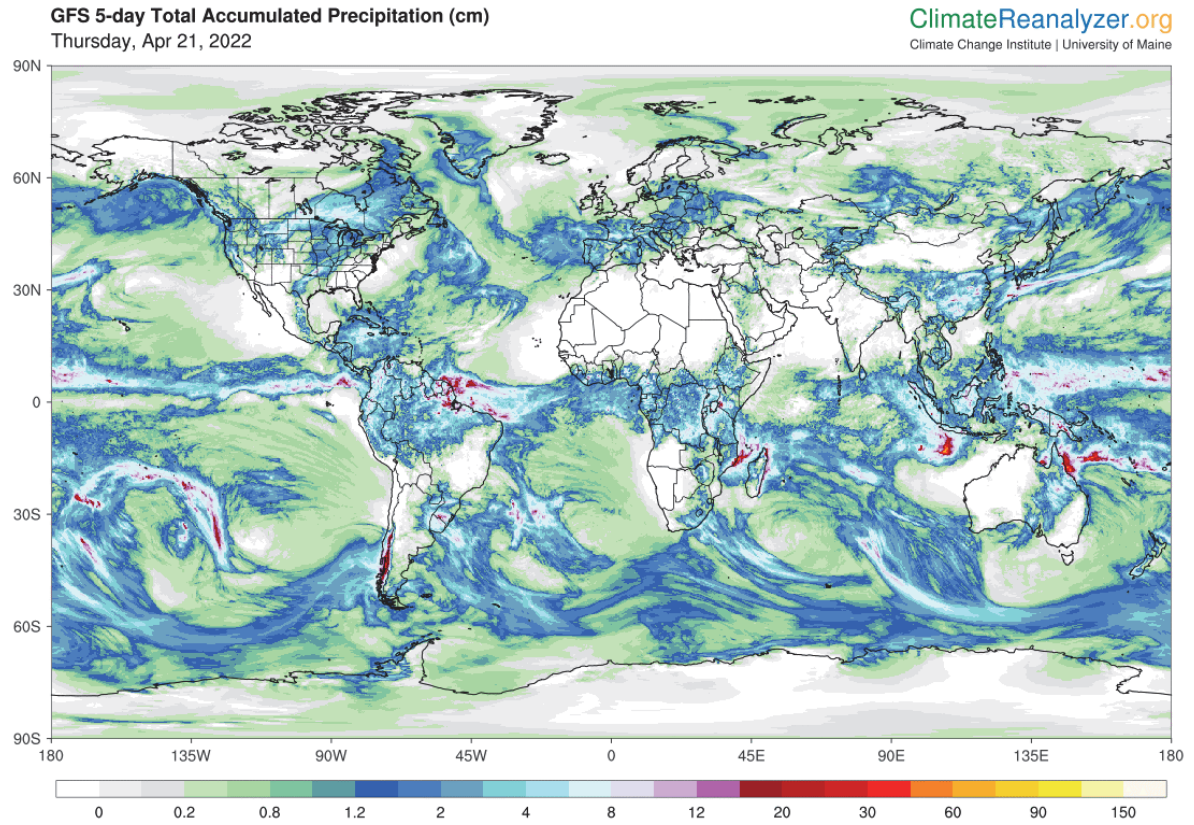 GFS 5-day Total Accumulated Precipitation (cm)
Thursday, Apr 21, 2022
ClimateReanalyzer.org
Climate Change Institute | University of Maine
90N
60N
30N
0
30S
60S
90S
180 135W 90W 45W 0 45E 90E 135E 180
0 0.2 0.8 1.2 2 4 8 12 20 30 60 90 150